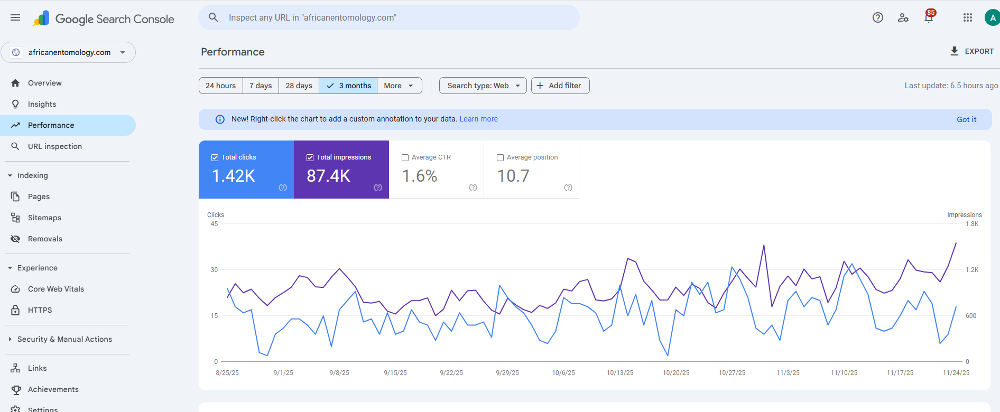 Google Search Console
Inspect any URL in "africanentomology.com"
85
A
africanentomology.com
Overview
Insights
Performance
URL inspection
Indexing
Pages
Sitemaps
Removals
Experience
Core Web Vitals
HTTPS
Security & Manual Actions
Links
Achievements
Settings
Performance
EXPORT
24 hours
7 days
28 days
3 months
More
Search type: Web
Add filter
Last update: 6.5 hours ago
New! Right-click the chart to add a custom annotation to your data. Learn more
Got it
Total clicks
1.42K
Total impressions
87.4K
Average CTR
1.6%
Average position
10.7
Clicks
Impressions
45
1.8K
30
1.2K
15
600
0
0
8/25/25
9/1/25
9/8/25
9/15/25
9/22/25
9/29/25
10/6/25
10/13/25
10/20/25
10/27/25
11/3/25
11/10/25
11/17/25
11/24/25